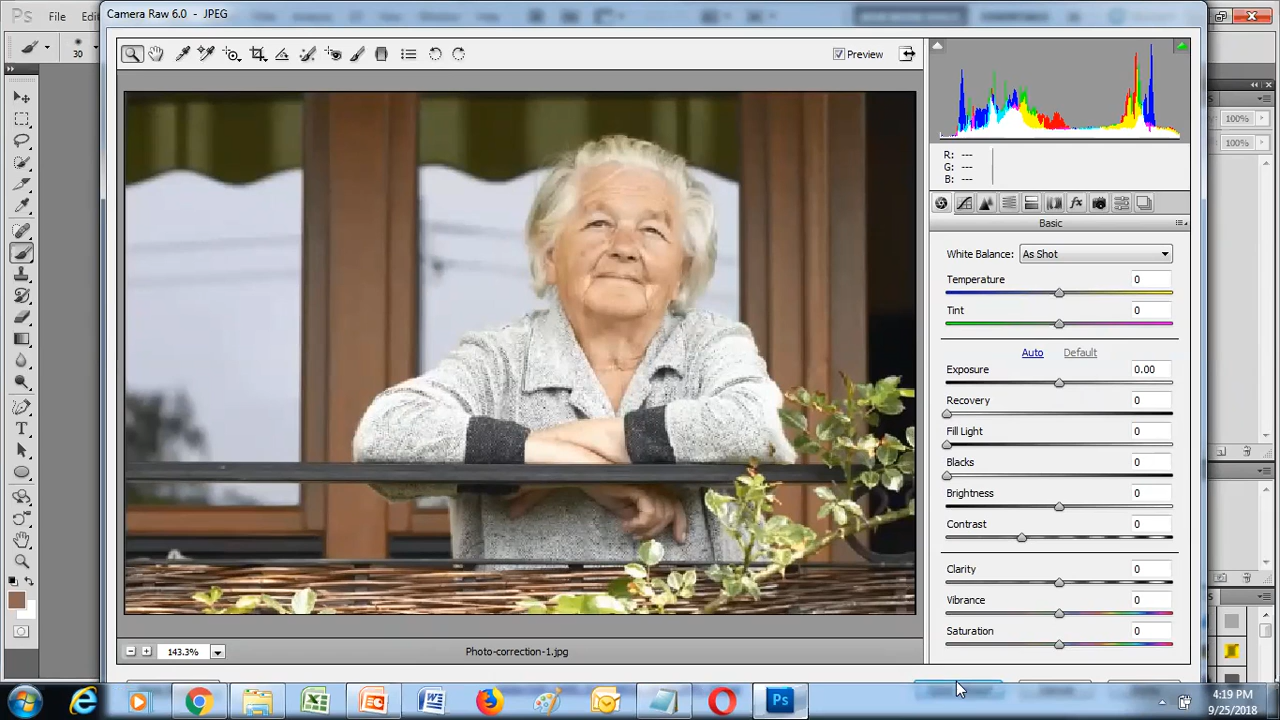 Camera Raw 6.0 - JPEG
Ps
File
30
Preview
100%
100%
R: ---
G: ---
B: ---
fx
Basic
White Balance: As Shot
Temperature 0
Tint 0
Auto Default
Exposure 0.00
Recovery 0
Fill Light 0
Blacks 0
Brightness 0
Contrast 0
Clarity 0
Vibrance 0
Saturation 0
T
143.3%
Photo-correction-1.jpg
Ps
4:19 PM
9/25/2018